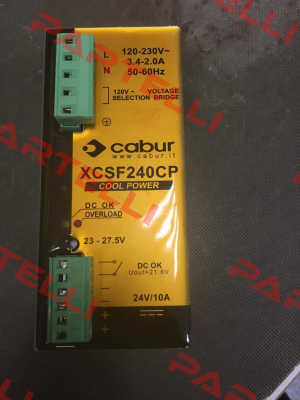 L 120-230V~
3.4-2.0A
N 50-60Hz
120V~ VOLTAGE
SELECTION BRIDGE
cabur
www.cabur.it
XCSF240CP
COOL POWER
DC OK
OVERLOAD
23 - 27.5V
DC OK
Uout>21.6V
24V/10A
PARTELLI